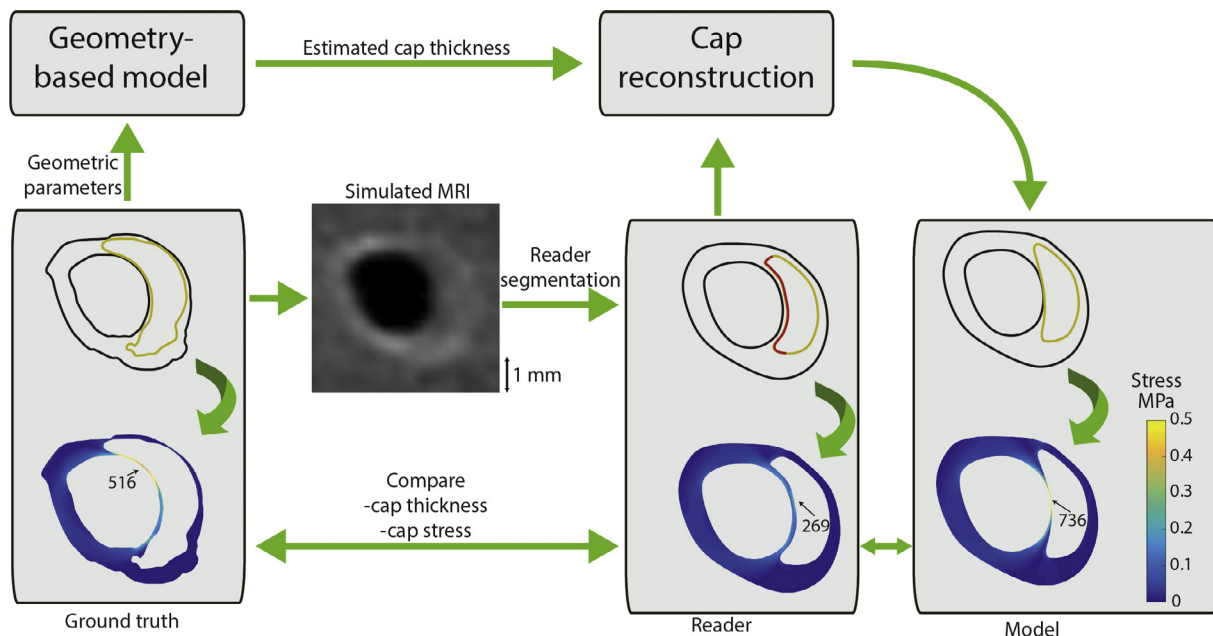 Geometry-
based model
Estimated cap thickness
Cap
reconstruction
Geometric
parameters
Simulated MRI
Reader
segmentation
1 mm
Stress
MPa
0.5
0.4
0.3
0.2
0.1
0
516
Compare
-cap thickness
-cap stress
269
736
Ground truth
Reader
Model